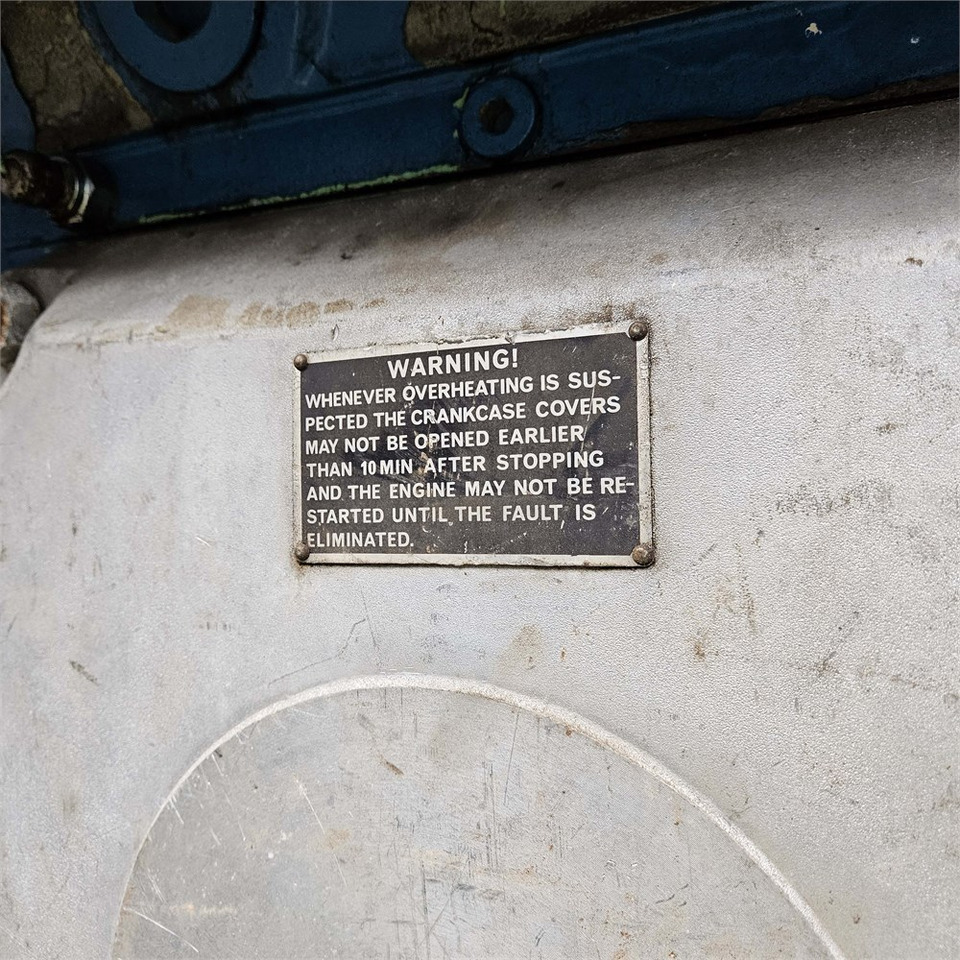 WARNING!
WHENEVER OVERHEATING IS SUS-
PECTED THE CRANKCASE COVERS
MAY NOT BE OPENED EARLIER
THAN 10 MIN AFTER STOPPING
AND THE ENGINE MAY NOT BE RE-
STARTED UNTIL THE FAULT IS
ELIMINATED.